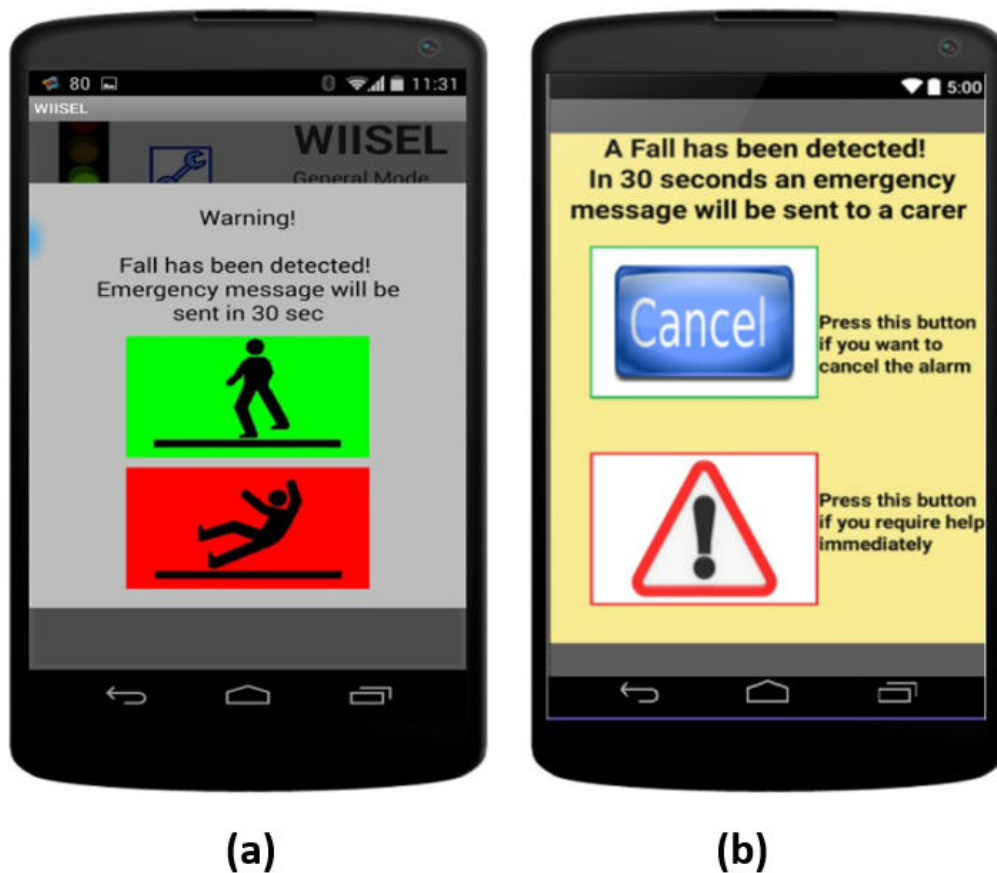 80
11:31
WIISEL
WIISEL
General Mode
Warning!
Fall has been detected!
Emergency message will be
sent in 30 sec
5:00
A Fall has been detected!
In 30 seconds an emergency
message will be sent to a carer
Cancel
Press this button
if you want to
cancel the alarm
Press this button
if you require help
immediately
(a)
(b)